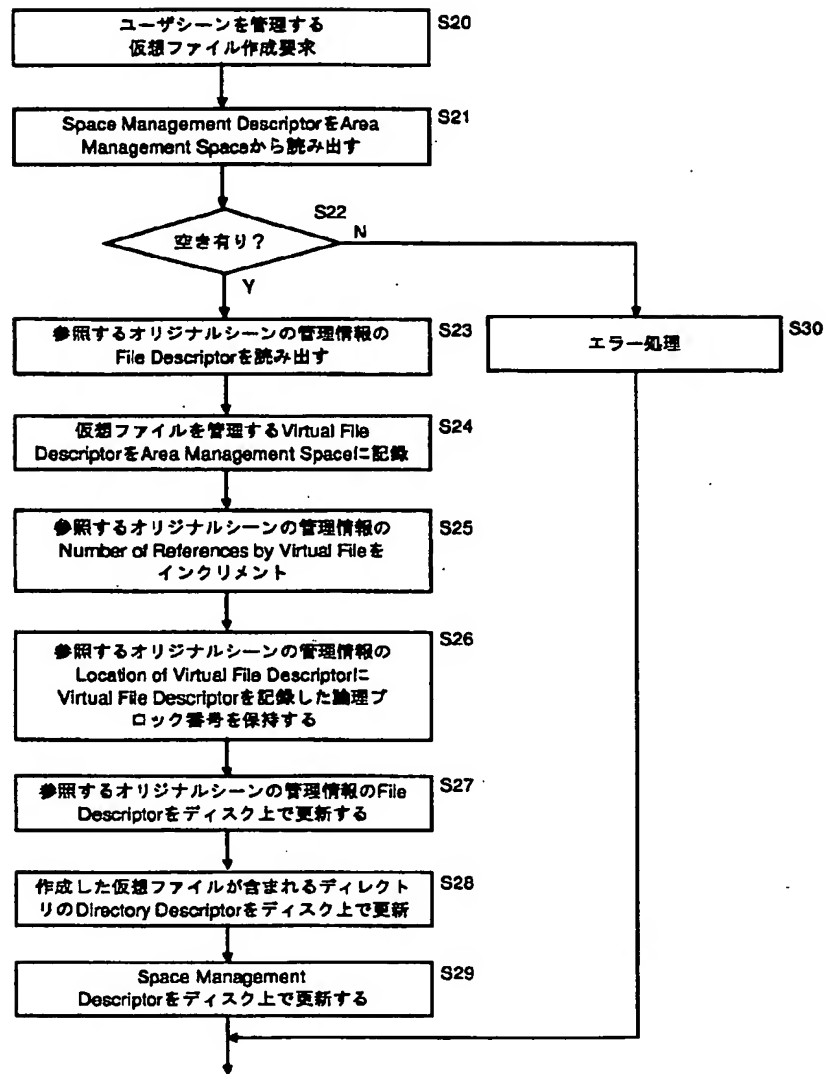 ユーザシーンを管理する
仮想ファイル作成要求
S20
Space Management DescriptorをArea
Management Spaceから読み出す
S21
S22
空き有り?
N
Y
参照するオリジナルシーンの管理情報の
File Descriptorを読み出す
S23
エラー処理
S30
仮想ファイルを管理するVirtual File
DescriptorをArea Management Spaceに記録
S24
参照するオリジナルシーンの管理情報の
Number of References by Virtual Fileを
インクリメント
S25
参照するオリジナルシーンの管理情報の
Location of Virtual File Descriptorに
Virtual File Descriptorを記録した論理ブ
ロック番号を保持する
S26
参照するオリジナルシーンの管理情報のFile
Descriptorをディスク上で更新する
S27
作成した仮想ファイルが含まれるディレクト
リのDirectory Descriptorをディスク上で更新
S28
Space Management
Descriptorをディスク上で更新する
S29